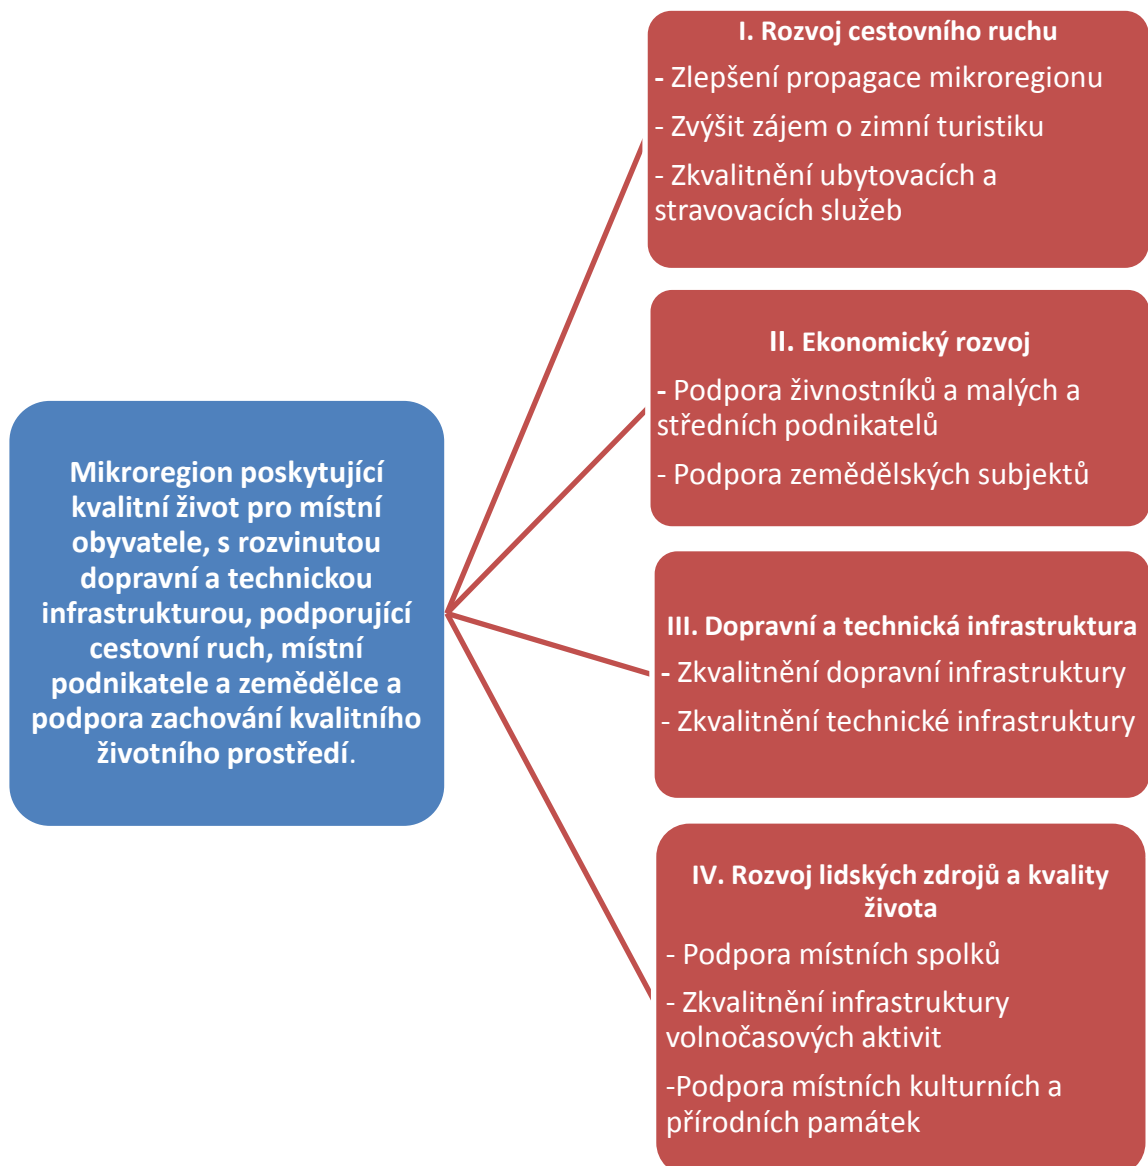 Mikroregion poskytující
kvalitní život pro místní
obyvatele, s rozvinutou
dopravní a technickou
infrastrukturou, podporující
cestovní ruch, místní
podnikatele a zemědělce a
podpora zachování kvalitního
životního prostředí.
I. Rozvoj cestovního ruchu
- Zlepšení propagace mikroregionu
- Zvýšit zájem o zimní turistiku
- Zkvalitnění ubytovacích a
stravovacích služeb
II. Ekonomický rozvoj
- Podpora živnostníků a malých a
středních podnikatelů
- Podpora zemědělských subjektů
III. Dopravní a technická infrastruktura
- Zkvalitnění dopravní infrastruktury
- Zkvalitnění technické infrastruktury
IV. Rozvoj lidských zdrojů a kvality
života
- Podpora místních spolků
- Zkvalitnění infrastruktury
volnočasových aktivit
-Podpora místních kulturních a
přírodních památek